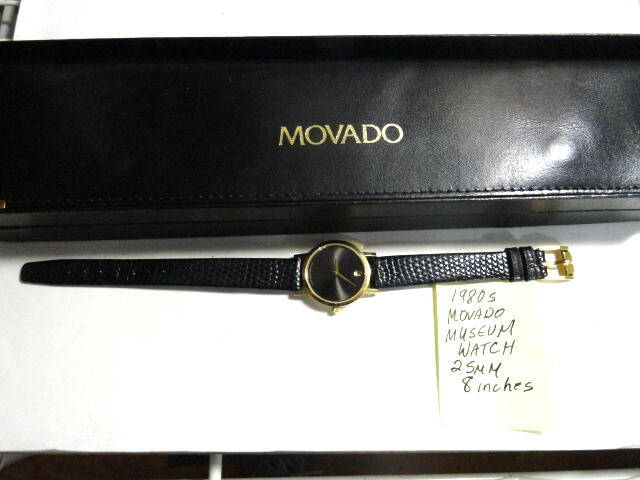 MOVADO
1980s
MOVADO
MUSEUM
WATCH
25MM
8 inches